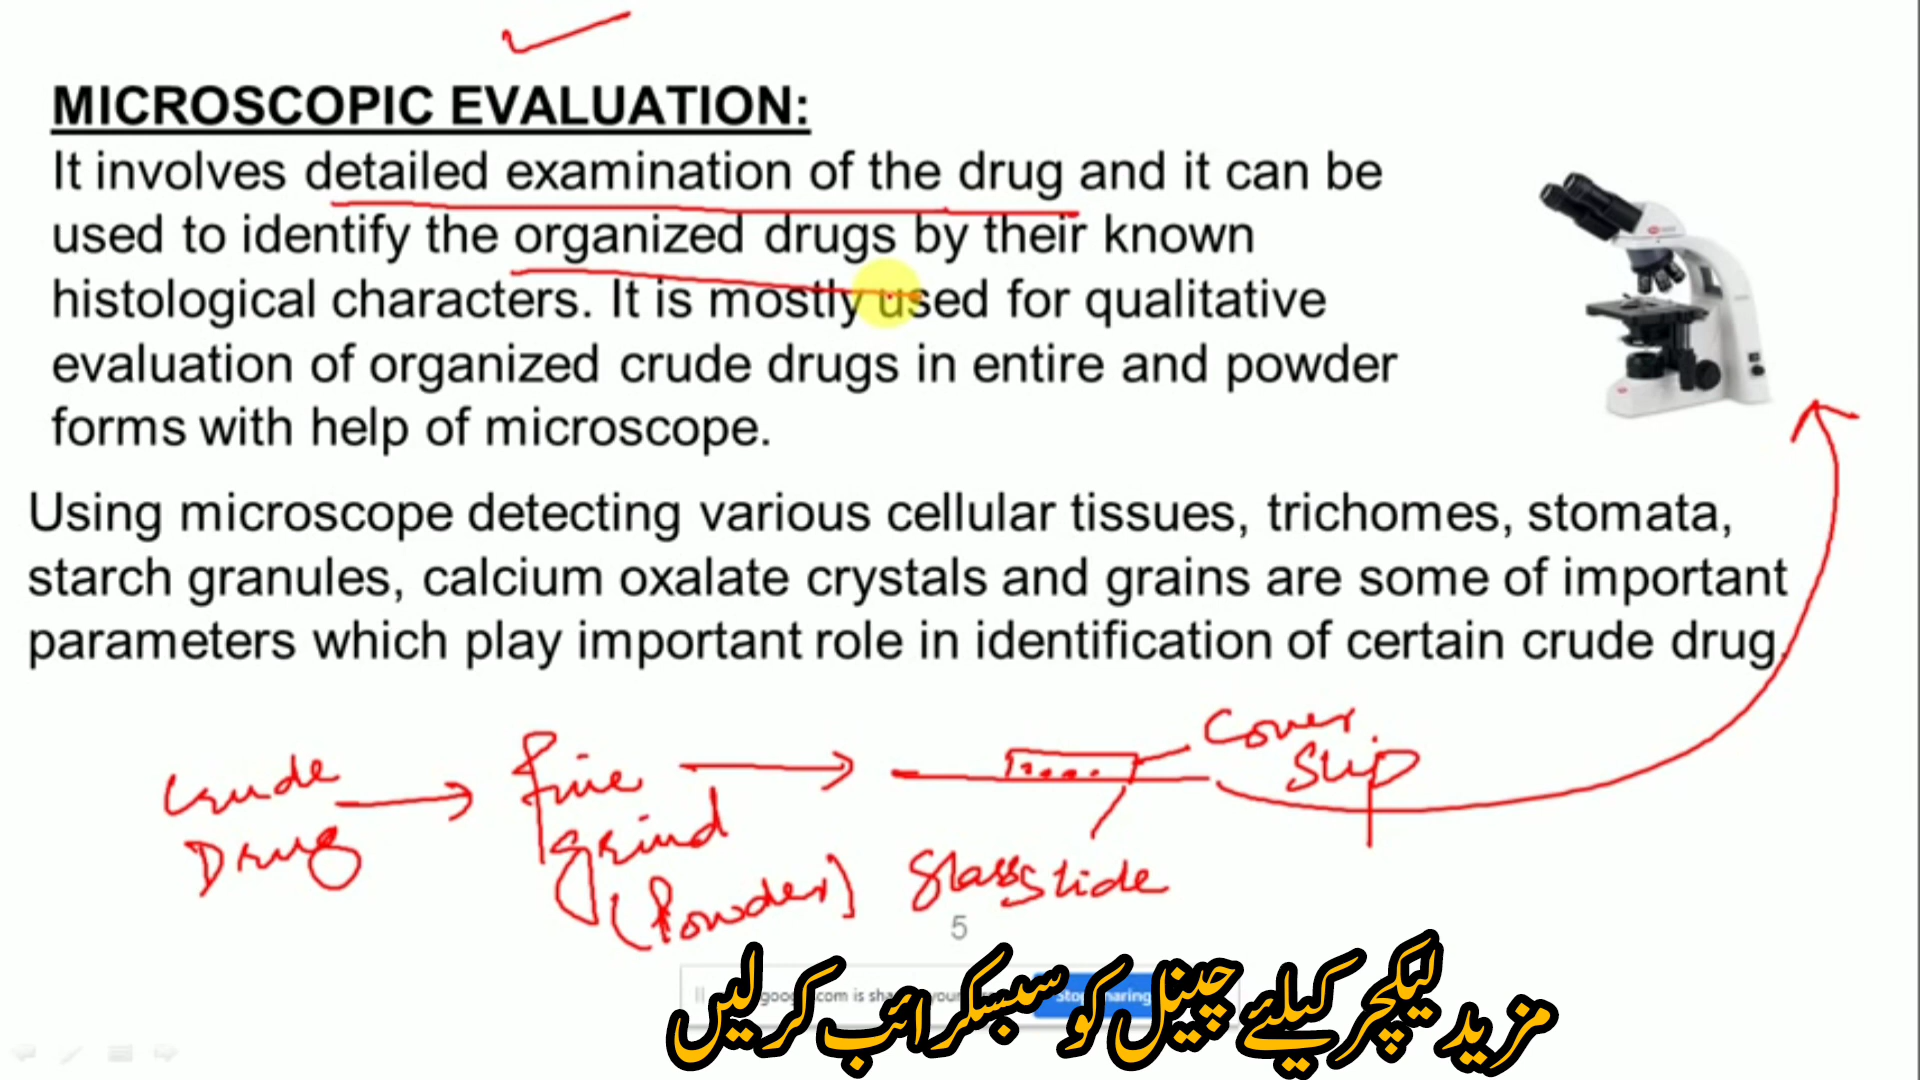 MICROSCOPIC EVALUATION:
It involves detailed examination of the drug and it can be
used to identify the organized drugs by their known
histological characters. It is mostly used for qualitative
evaluation of organized crude drugs in entire and powder
forms with help of microscope.
Using microscope detecting various cellular tissues, trichomes, stomata,
starch granules, calcium oxalate crystals and grains are some of important
parameters which play important role in identification of certain crude drug.
Crude
Drug
fine
grind
(Powder)
Cover
Slip
Glass Slide
5
مزید لیکچر کیلئے چینل کو سبسکرائب کرلیں